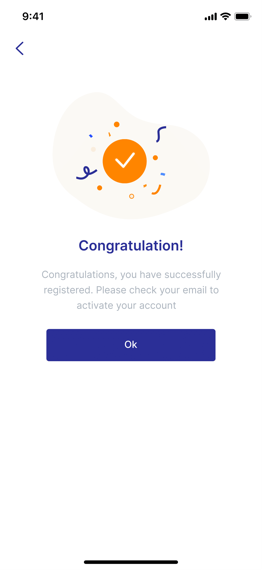 9:41
Congratulation!
Congratulations, you have successfully
registered. Please check your email to
activate your account
Ok